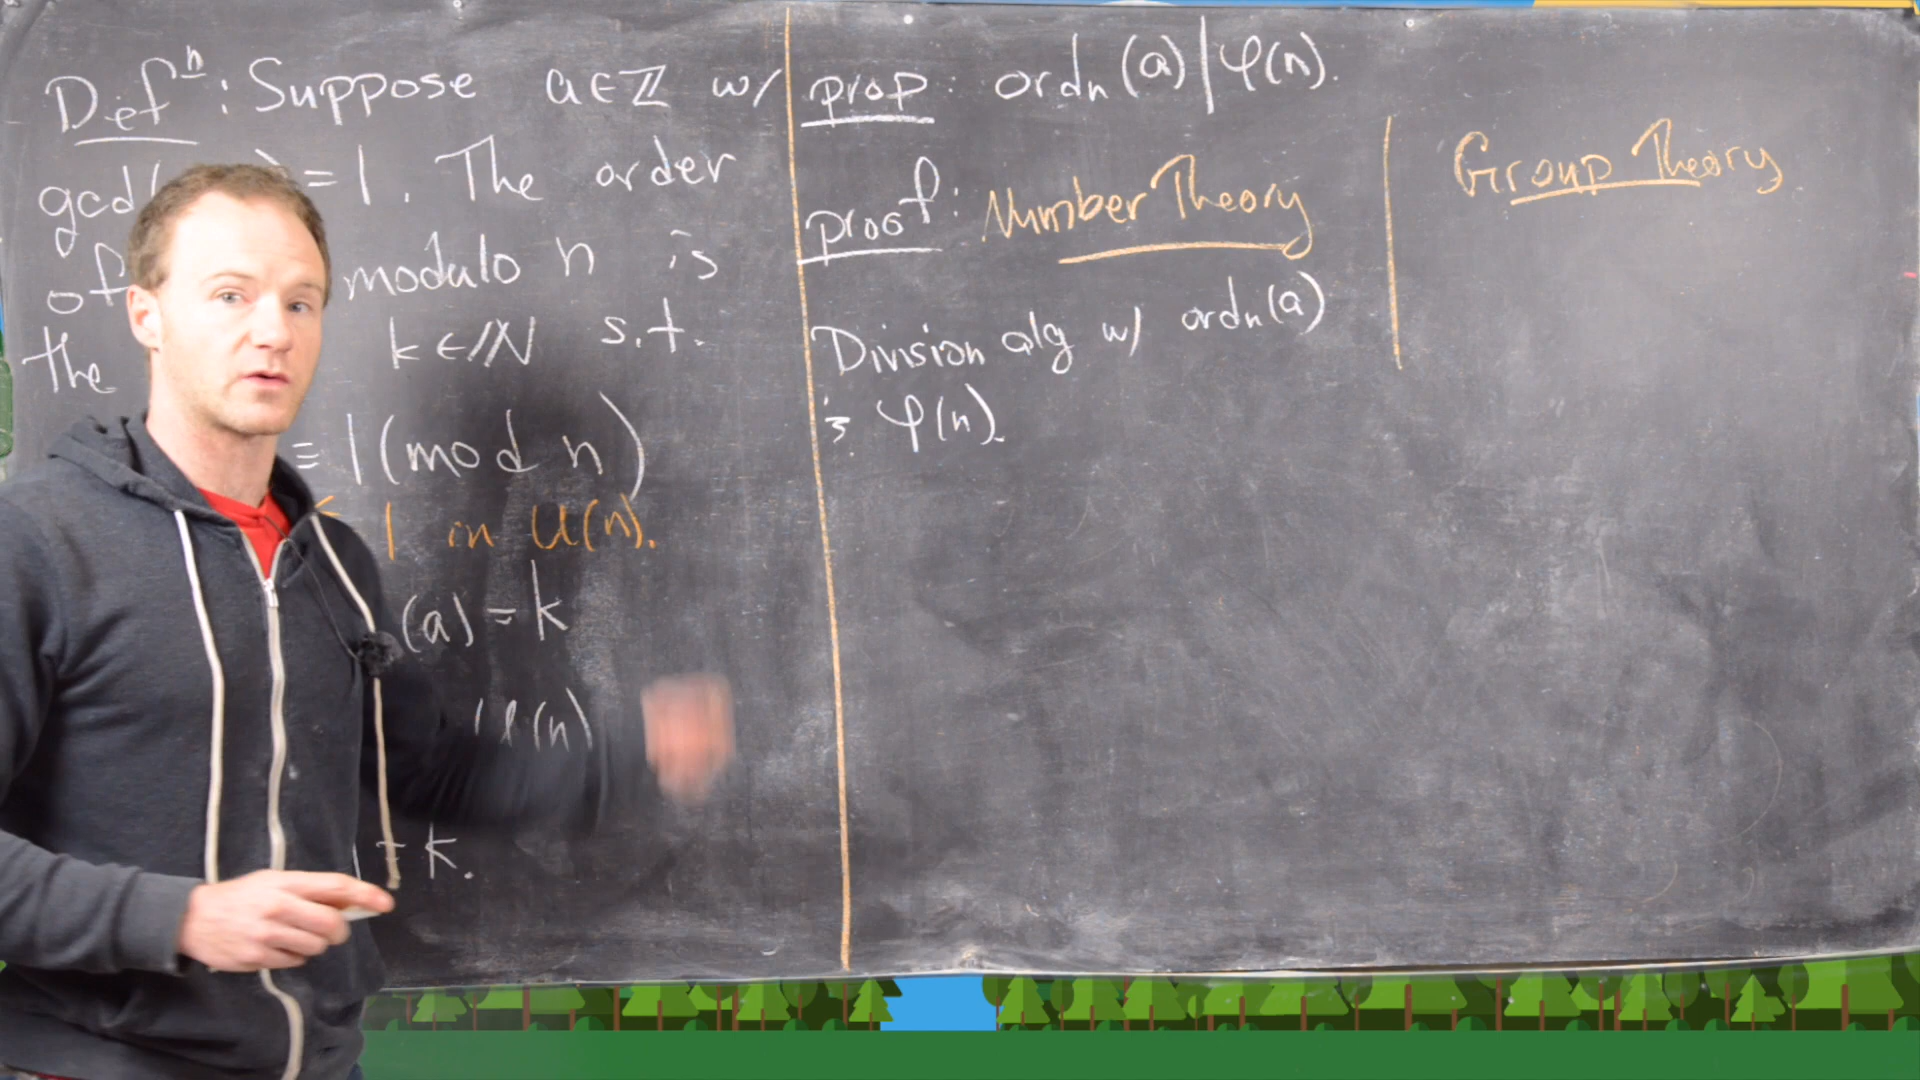 Defⁿ: Suppose a∈ℤ w/
gcd( )=1. The order
of modulo n is
the k∈ℕ s.t.
≡ 1 (mod n)
1 in U(n).
(a) = k
φ(n)
= k.
prop: ordn(a) | φ(n).
proof: Number Theory
Division alg w/ ordn(a)
& φ(n).
Group Theory